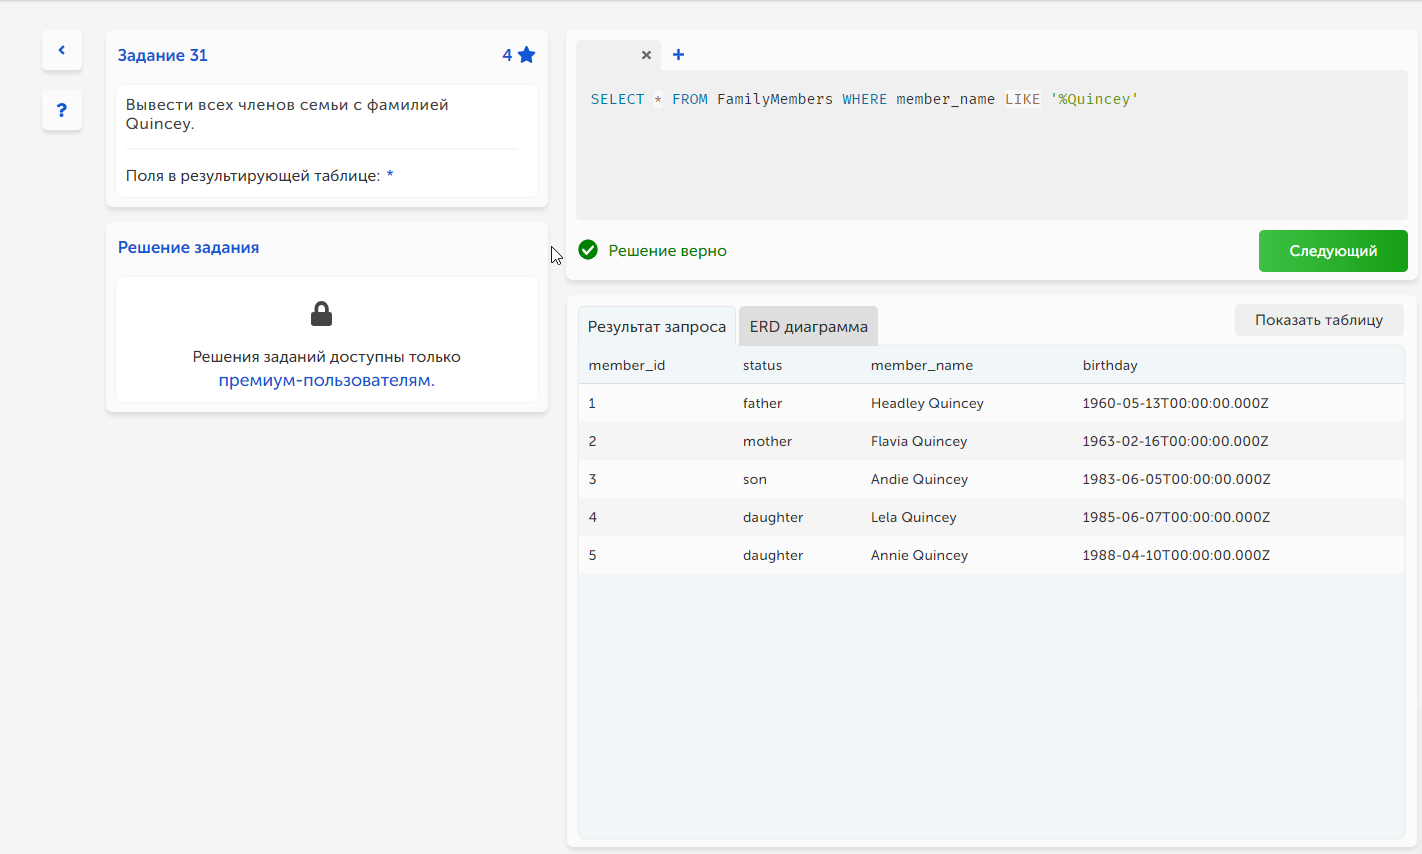 Задание 31
4
Вывести всех членов семьи с фамилией
Quincey.
Поля в результирующей таблице: *
?
Решение задания
Решения заданий доступны только
премиум-пользователям.
SELECT * FROM FamilyMembers WHERE member_name LIKE '%Quincey'
Решение верно
Следующий
Результат запроса
ERD диаграмма
Показать таблицу
member_id status member_name birthday
1 father Headley Quincey 1960-05-13T00:00:00.000Z
2 mother Flavia Quincey 1963-02-16T00:00:00.000Z
3 son Andie Quincey 1983-06-05T00:00:00.000Z
4 daughter Lela Quincey 1985-06-07T00:00:00.000Z
5 daughter Annie Quincey 1988-04-10T00:00:00.000Z